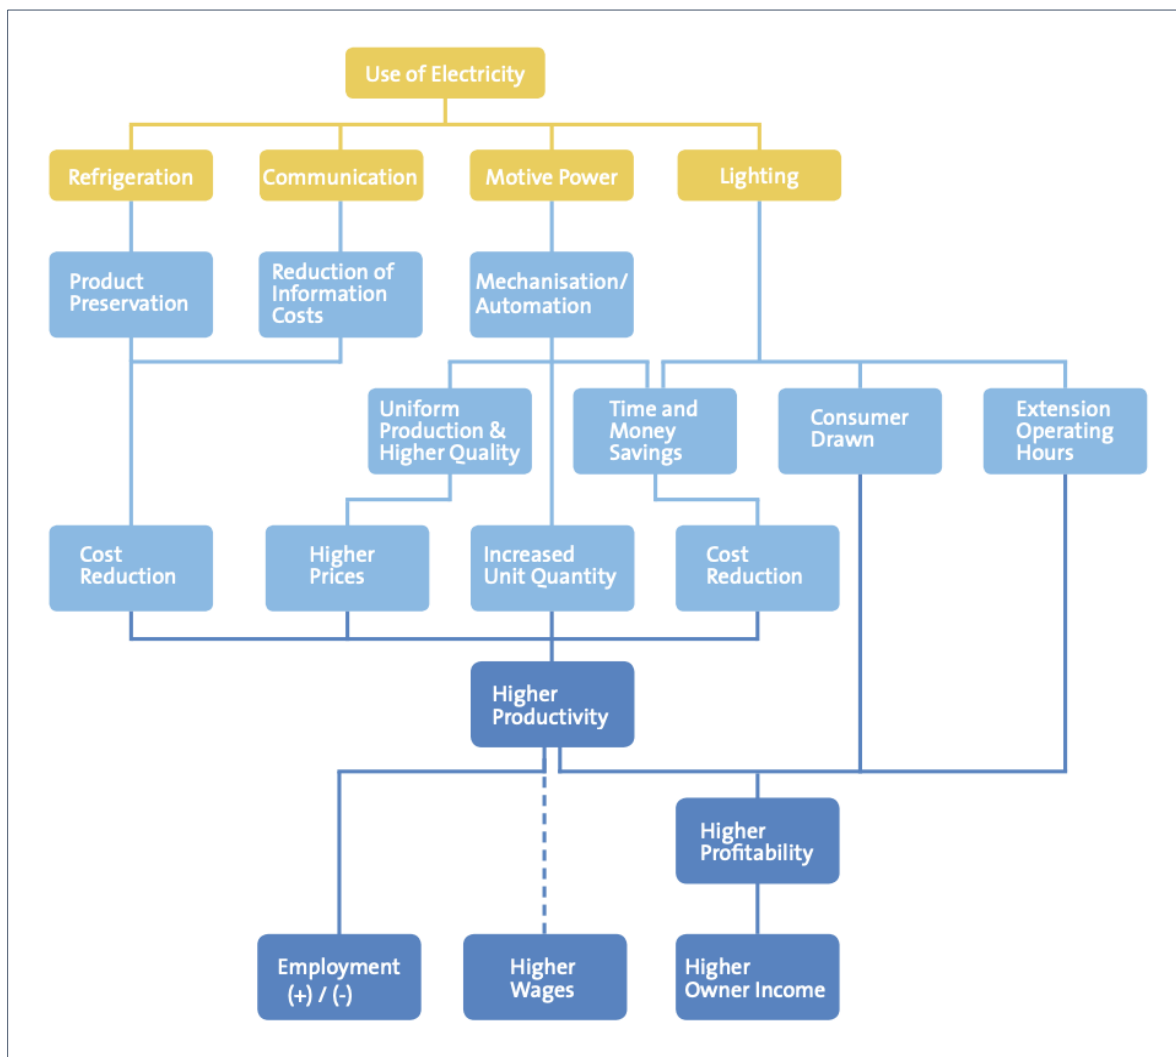 Use of Electricity
Refrigeration
Communication
Motive Power
Lighting
Product
Preservation
Reduction of
Information
Costs
Mechanisation/
Automation
Uniform
Production &
Higher Quality
Time and
Money
Savings
Consumer
Drawn
Extension
Operating
Hours
Cost
Reduction
Higher
Prices
Increased
Unit Quantity
Cost
Reduction
Higher
Productivity
Higher
Profitability
Employment
(+) / (-)
Higher
Wages
Higher
Owner Income